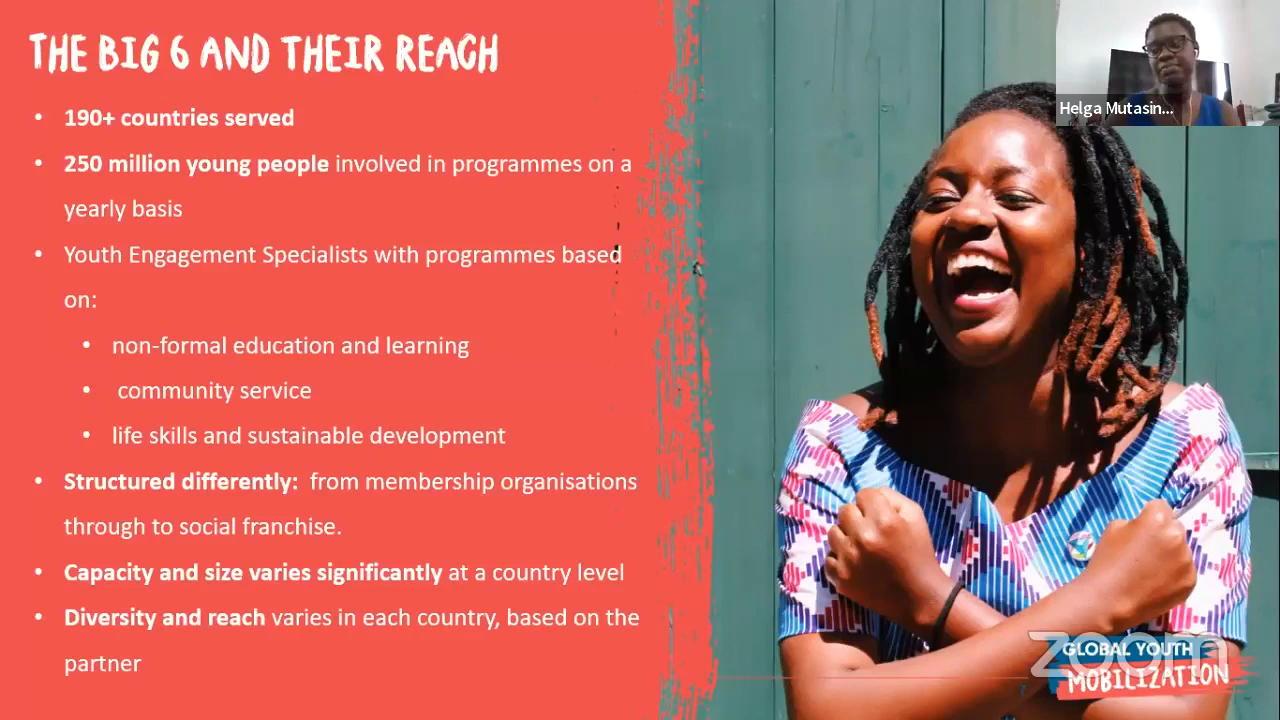 THE BIG 6 AND THEIR REACH
• 190+ countries served
• 250 million young people involved in programmes on a
yearly basis
• Youth Engagement Specialists with programmes based
on:
• non-formal education and learning
• community service
• life skills and sustainable development
• Structured differently: from membership organisations
through to social franchise.
• Capacity and size varies significantly at a country level
• Diversity and reach varies in each country, based on the
partner
Helga Mutasin...
zoom
GLOBAL YOUTH
MOBILIZATION